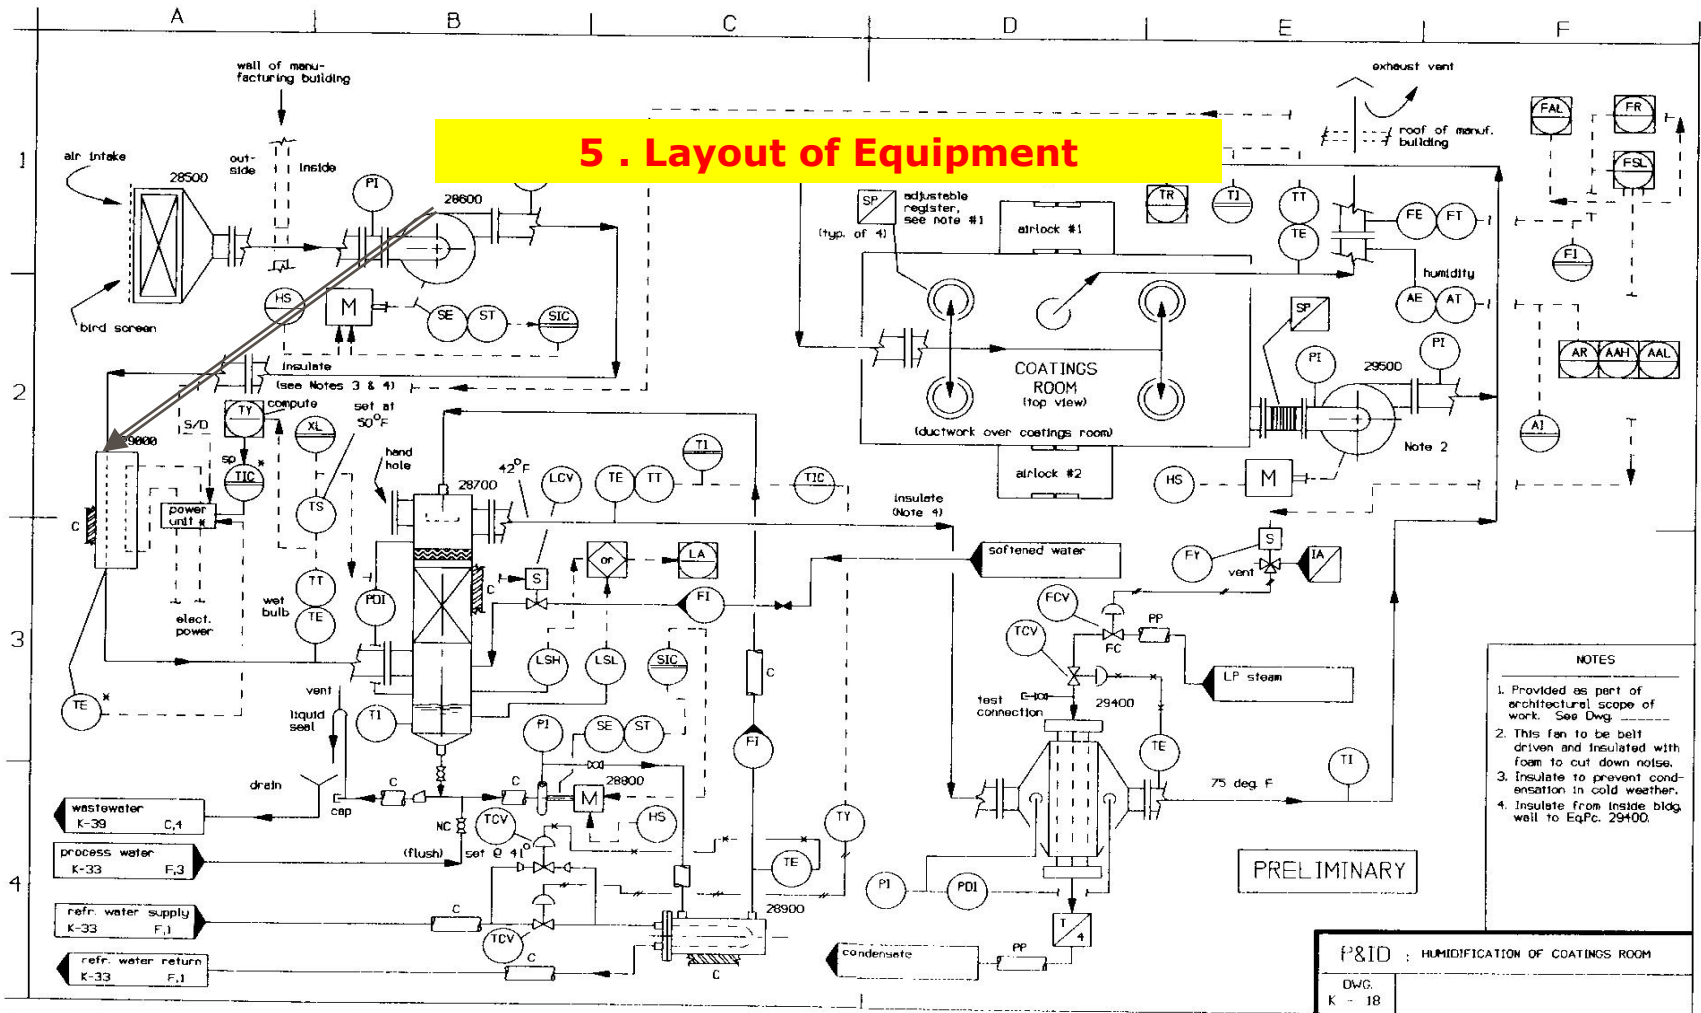 A
B
C
D
E
F
1
2
3
4
5 . Layout of Equipment
wall of manu-
facturing building
air intake
out-
side
inside
28500
bird screen
PI
28600
HS
M
SE
ST
SIC
insulate
(see Notes 3 & 4)
TY
compute
S/D
set at
50°F
XL
29000
sp
TIC
*
TS
hand
hole
C
power
unit *
elect.
power
TT
wet
bulb
TE
TE
*
28700
42°F
LCV
TE
TT
TI
TIC
insulate
(Note 4)
PDI
C
S
or
LA
FI
LSH
LSL
SIC
C
TI
vent
liquid
seal
drain
cap
C
C
PI
SE
ST
28800
M
HS
FI
NC
(flush)
set @ 41°
TCV
TCV
TE
TY
28900
C
C
C
wastewater
K-39
C,4
process water
K-33
F,3
refr. water supply
K-33
F,1
refr. water return
K-33
F,1
SP
adjustable
register,
see note #1
(typ. of 4)
airlock #1
TR
TI
TT
TE
exhaust vent
roof of manuf.
building
FE
FT
humidity
AE
AT
FAL
FR
FSL
FI
AR
AAH
AAL
AI
COATINGS
ROOM
(top view)
(ductwork over coatings room)
airlock #2
SP
PI
PI
29500
Note 2
HS
M
softened water
FY
S
vent
IA
FCV
PP
TCV
FC
LP steam
test
connection
29400
TE
TI
75 deg F
PI
PDI
T
4
PP
condensate
NOTES
1. Provided as part of
architectural scope of
work. See Dwg. _______
2. This fan to be belt
driven and insulated with
foam to cut down noise.
3. Insulate to prevent cond-
ensation in cold weather.
4. Insulate from inside bldg.
wall to Eq.Pc. 29400.
PRELIMINARY
P&ID : HUMIDIFICATION OF COATINGS ROOM
DWG.
K - 18